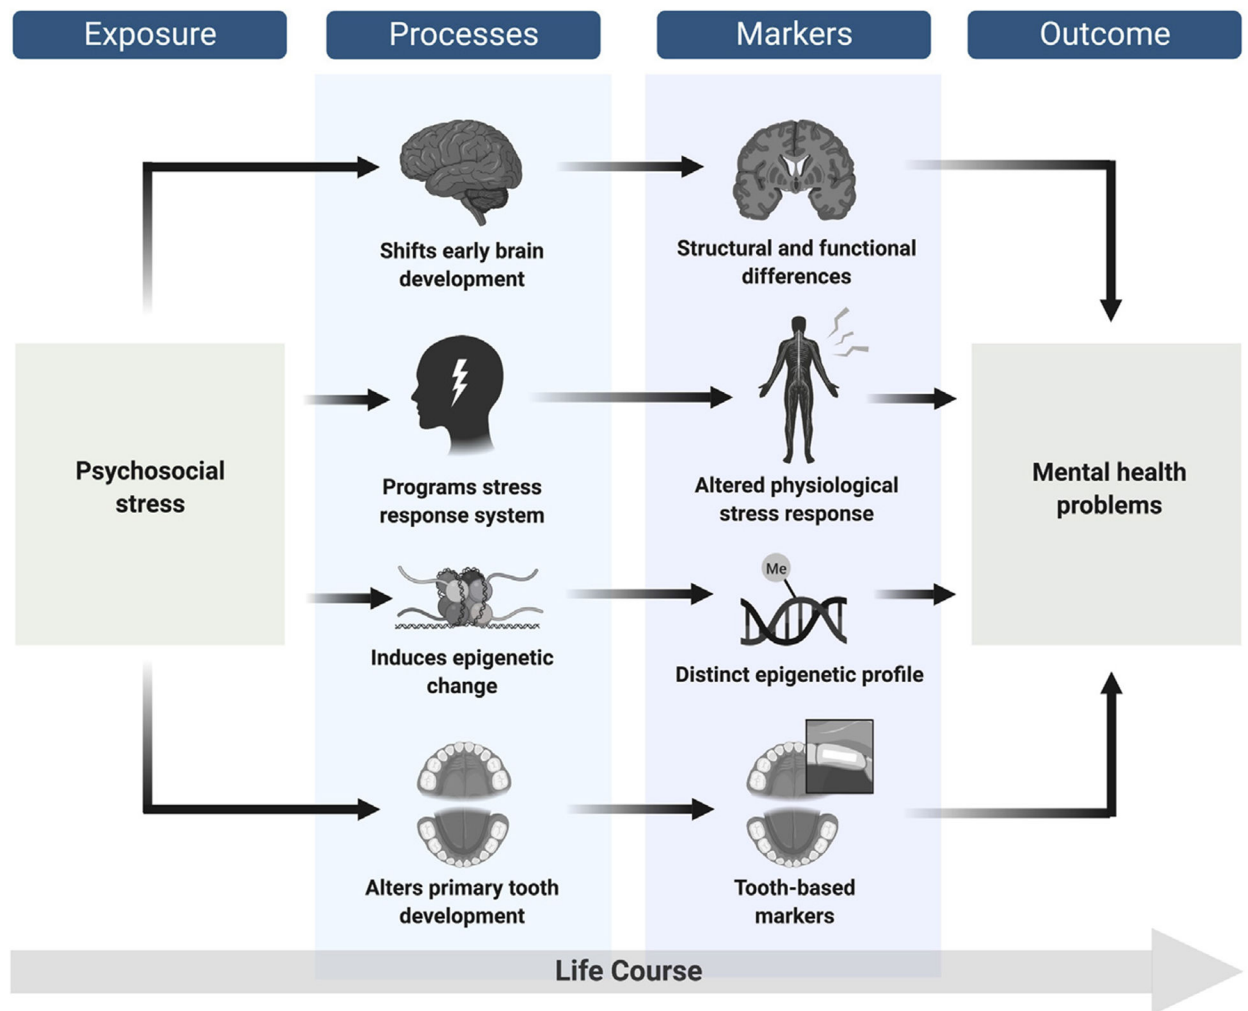 Exposure
Processes
Markers
Outcome
Shifts early brain
development
Structural and functional
differences
Psychosocial
stress
Programs stress
response system
Altered physiological
stress response
Mental health
problems
Induces epigenetic
change
Me
Distinct epigenetic profile
Alters primary tooth
development
Tooth-based
markers
Life Course